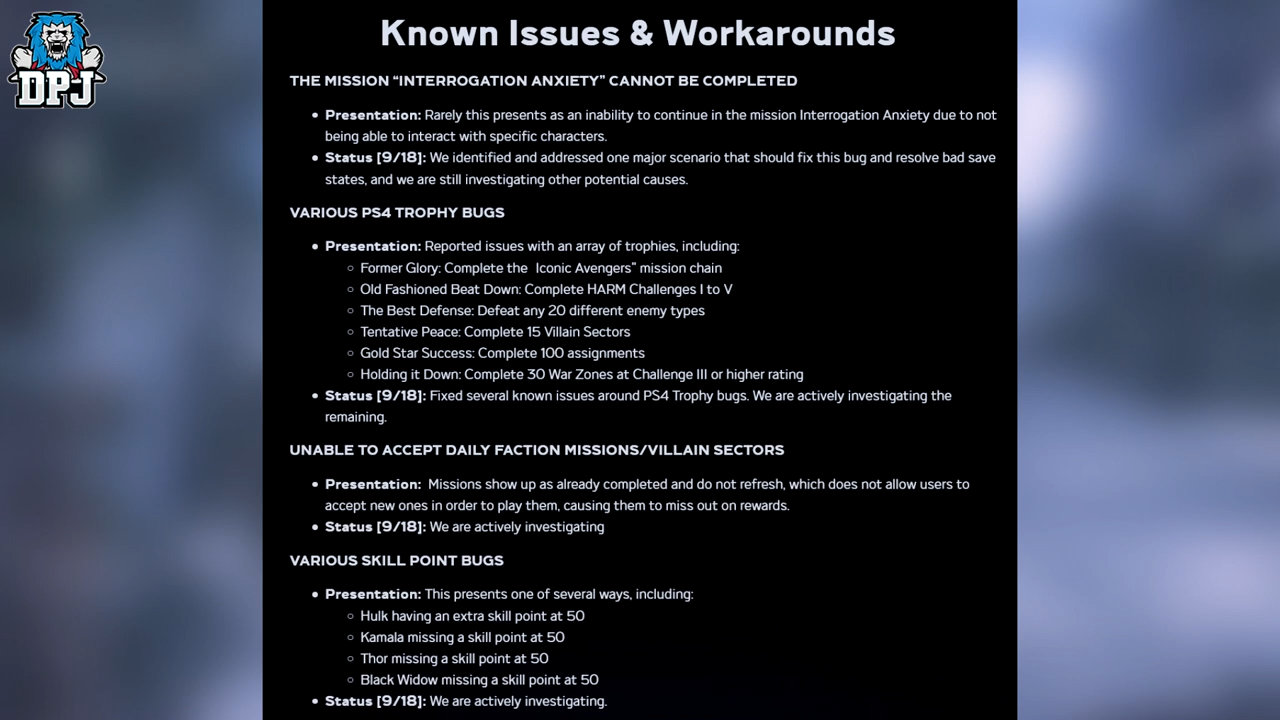 DPJ
Known Issues & Workarounds
THE MISSION “INTERROGATION ANXIETY” CANNOT BE COMPLETED
• Presentation: Rarely this presents as an inability to continue in the mission Interrogation Anxiety due to not
being able to interact with specific characters.
• Status [9/18]: We identified and addressed one major scenario that should fix this bug and resolve bad save
states, and we are still investigating other potential causes.
VARIOUS PS4 TROPHY BUGS
• Presentation: Reported issues with an array of trophies, including:
○ Former Glory: Complete the  Iconic Avengers” mission chain
○ Old Fashioned Beat Down: Complete HARM Challenges I to V
○ The Best Defense: Defeat any 20 different enemy types
○ Tentative Peace: Complete 15 Villain Sectors
○ Gold Star Success: Complete 100 assignments
○ Holding it Down: Complete 30 War Zones at Challenge III or higher rating
• Status [9/18]: Fixed several known issues around PS4 Trophy bugs. We are actively investigating the
remaining.
UNABLE TO ACCEPT DAILY FACTION MISSIONS/VILLAIN SECTORS
• Presentation:  Missions show up as already completed and do not refresh, which does not allow users to
accept new ones in order to play them, causing them to miss out on rewards.
• Status [9/18]: We are actively investigating
VARIOUS SKILL POINT BUGS
• Presentation: This presents one of several ways, including:
○ Hulk having an extra skill point at 50
○ Kamala missing a skill point at 50
○ Thor missing a skill point at 50
○ Black Widow missing a skill point at 50
• Status [9/18]: We are actively investigating.